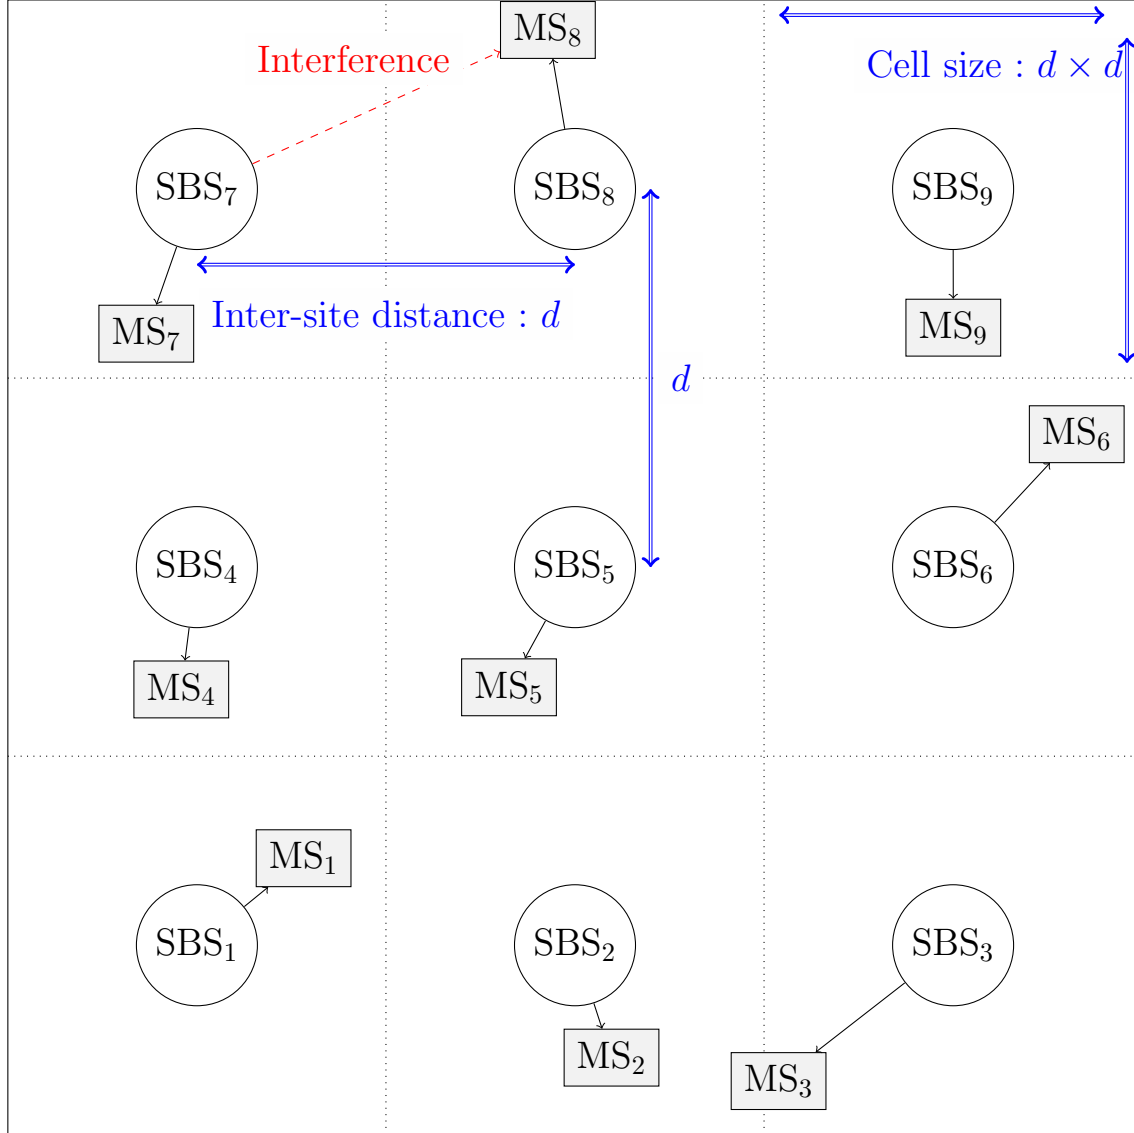 MS₈
Interference
Cell size : d × d
SBS₇
SBS₈
SBS₉
Inter-site distance : d
MS₇
MS₉
d
MS₆
SBS₄
SBS₅
SBS₆
MS₄
MS₅
MS₁
SBS₁
SBS₂
SBS₃
MS₂
MS₃